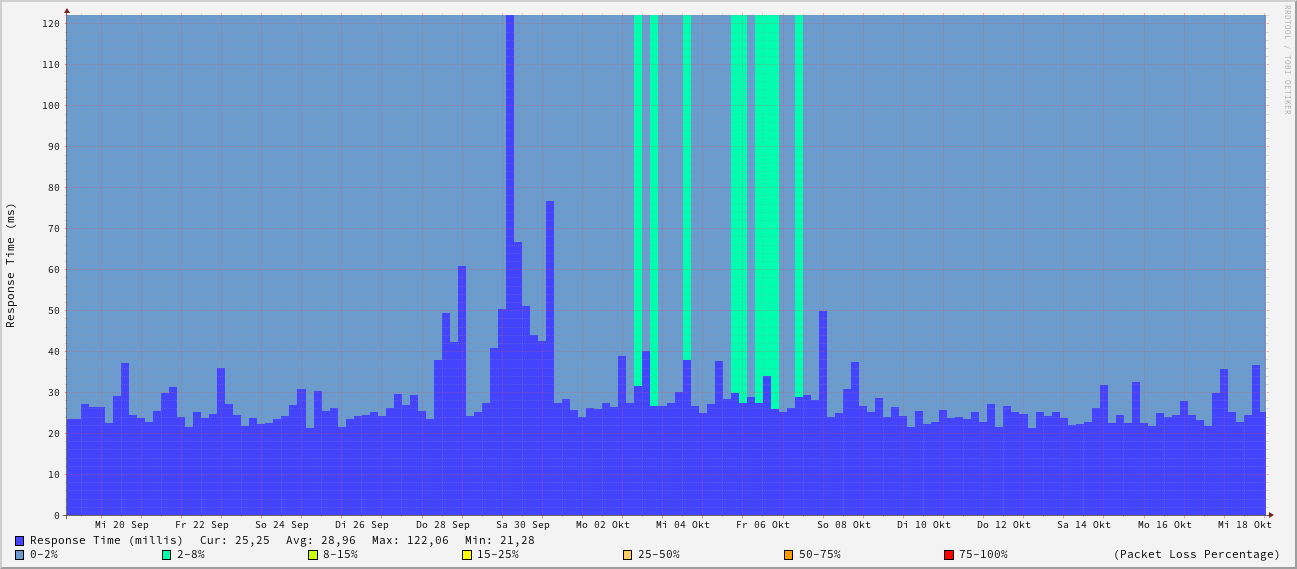 RRDTOOL / TOBI OETIKER
Response Time (ms)
120
110
100
90
80
70
60
50
40
30
20
10
0
Mi 20 Sep Fr 22 Sep So 24 Sep Di 26 Sep Do 28 Sep Sa 30 Sep Mo 02 Okt Mi 04 Okt Fr 06 Okt So 08 Okt Di 10 Okt Do 12 Okt Sa 14 Okt Mo 16 Okt Mi 18 Okt
Response Time (millis) Cur: 25,25 Avg: 28,96 Max: 122,06 Min: 21,28
0-2% 2-8% 8-15% 15-25% 25-50% 50-75% 75-100% (Packet Loss Percentage)